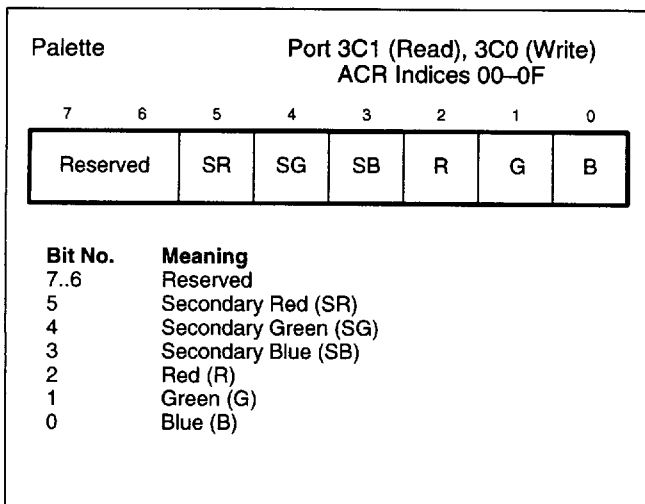 Palette Port 3C1 (Read), 3C0 (Write)
ACR Indices 00–0F
7 6 5 4 3 2 1 0
Reserved SR SG SB R G B
Bit No. Meaning
7..6 Reserved
5 Secondary Red (SR)
4 Secondary Green (SG)
3 Secondary Blue (SB)
2 Red (R)
1 Green (G)
0 Blue (B)